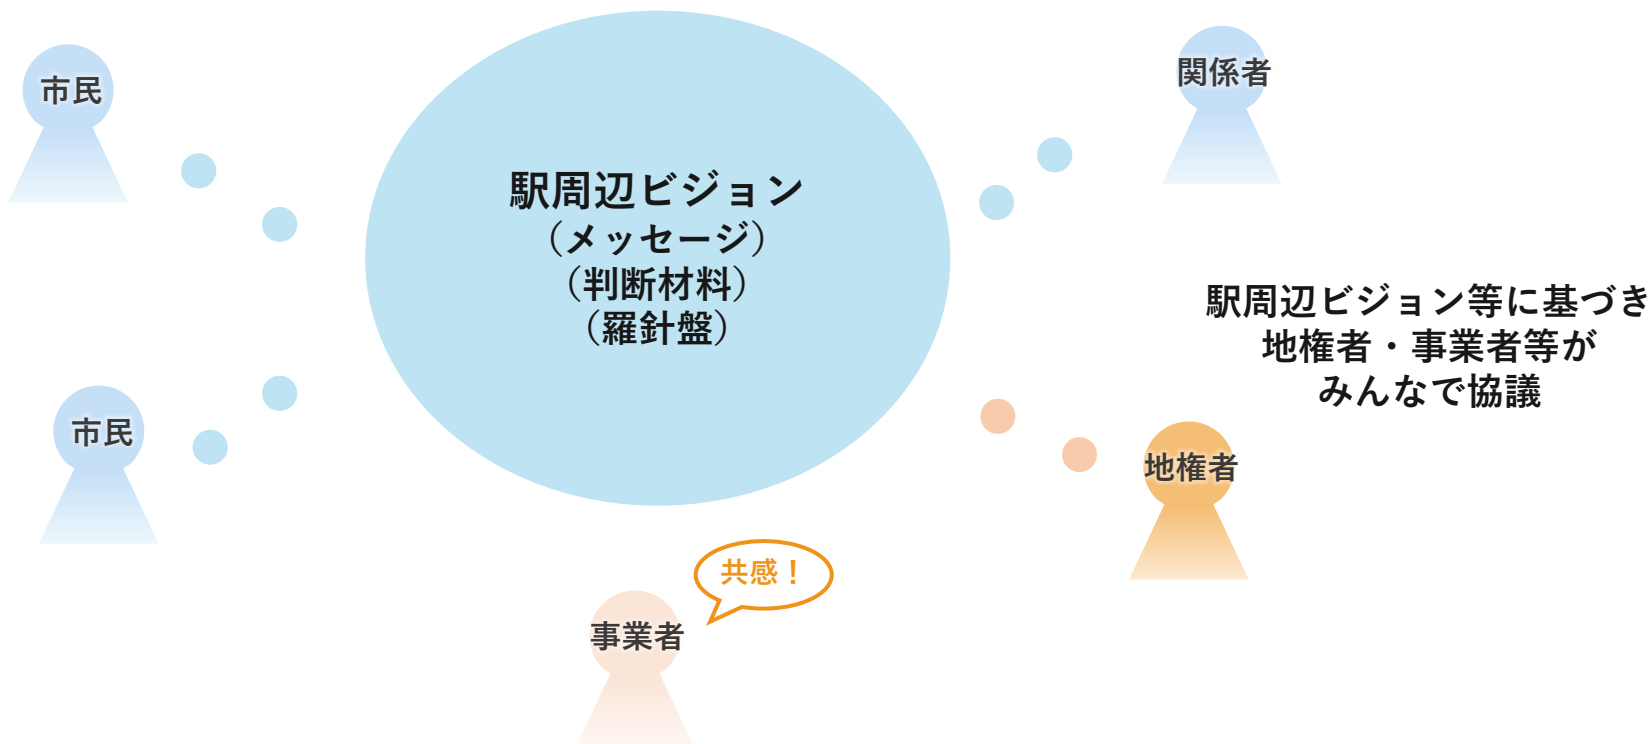 市民
関係者
駅周辺ビジョン
（メッセージ）
（判断材料）
（羅針盤）
駅周辺ビジョン等に基づき
地権者・事業者等が
みんなで協議
市民
地権者
共感！
事業者